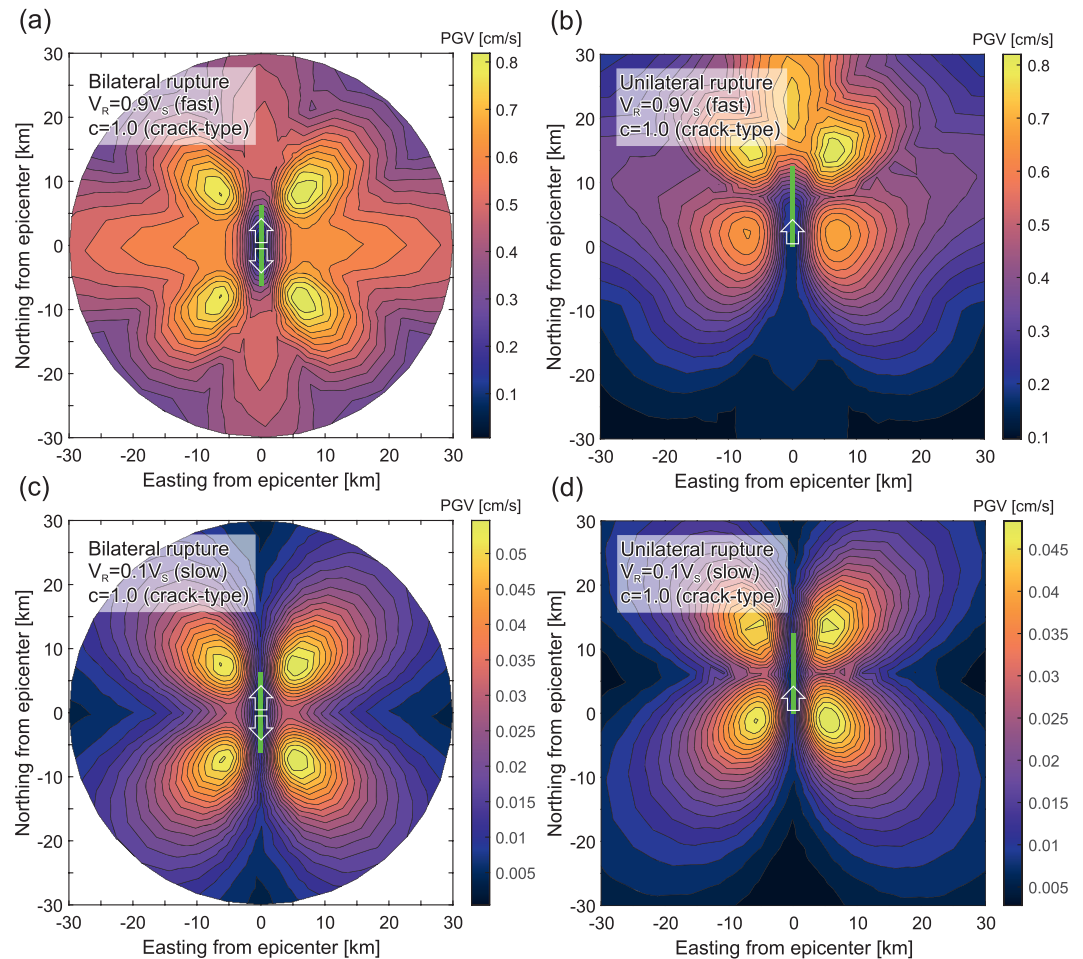 (a)
PGV [cm/s]
Bilateral rupture
V_R=0.9V_S (fast)
c=1.0 (crack-type)
Northing from epicenter [km]
30
20
10
0
-10
-20
-30
-30 -20 -10 0 10 20 30
Easting from epicenter [km]
0.8
0.7
0.6
0.5
0.4
0.3
0.2
0.1
(b)
PGV [cm/s]
Unilateral rupture
V_R=0.9V_S (fast)
c=1.0 (crack-type)
Northing from epicenter [km]
30
20
10
0
-10
-20
-30
-30 -20 -10 0 10 20 30
Easting from epicenter [km]
0.8
0.7
0.6
0.5
0.4
0.3
0.2
0.1
(c)
PGV [cm/s]
Bilateral rupture
V_R=0.1V_S (slow)
c=1.0 (crack-type)
Northing from epicenter [km]
30
20
10
0
-10
-20
-30
-30 -20 -10 0 10 20 30
Easting from epicenter [km]
0.05
0.045
0.04
0.035
0.03
0.025
0.02
0.015
0.01
0.005
(d)
PGV [cm/s]
Unilateral rupture
V_R=0.1V_S (slow)
c=1.0 (crack-type)
Northing from epicenter [km]
30
20
10
0
-10
-20
-30
-30 -20 -10 0 10 20 30
Easting from epicenter [km]
0.045
0.040
0.035
0.030
0.025
0.020
0.015
0.010
0.005